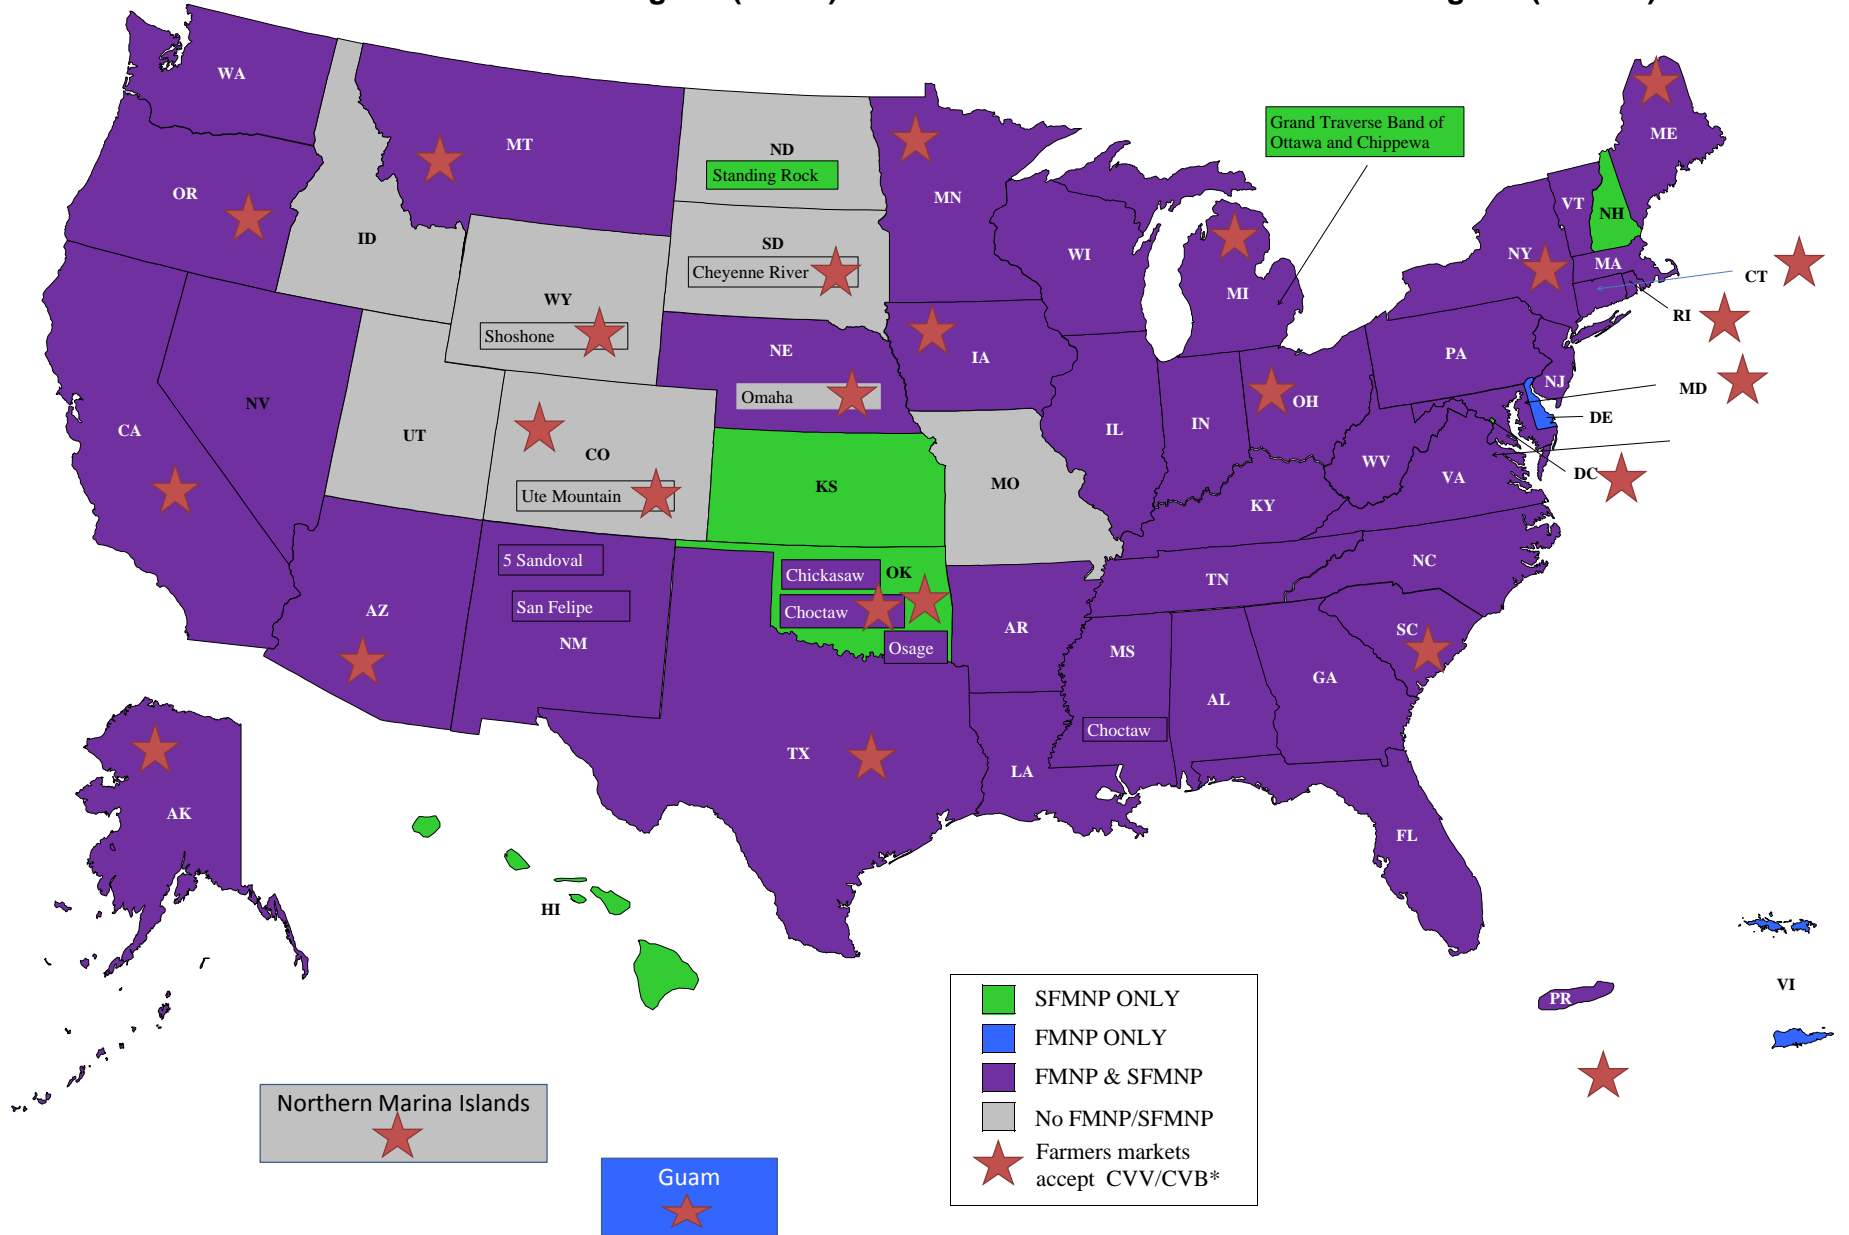 WA
MT
ND
Standing Rock
MN
Grand Traverse Band of
Ottawa and Chippewa
ME
OR
ID
SD
Cheyenne River
WI
MI
NY
VT
NH
MA
CT
WY
Shoshone
NE
Omaha
IA
RI
PA
NJ
MD
DE
NV
CA
UT
CO
Ute Mountain
KS
MO
IL
IN
OH
WV
VA
DC
KY
5 Sandoval
San Felipe
AZ
NM
Chickasaw
OK
Choctaw
Osage
AR
TN
NC
SC
MS
AL
GA
Choctaw
TX
LA
FL
AK
HI
PR
VI
SFMNP ONLY
FMNP ONLY
FMNP & SFMNP
No FMNP/SFMNP
Farmers markets
accept CVV/CVB*
Northern Marina Islands
Guam